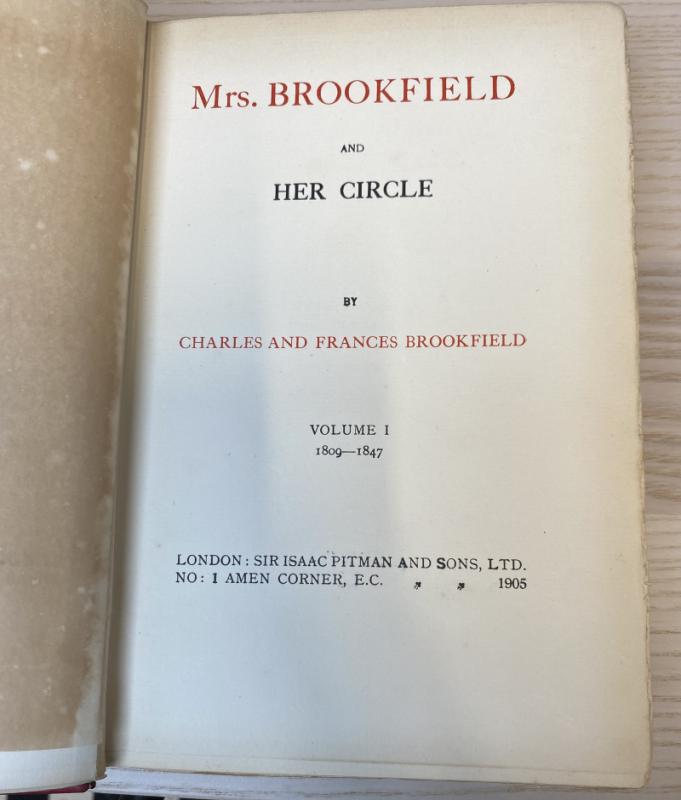 Mrs. BROOKFIELD
AND
HER CIRCLE
BY
CHARLES AND FRANCES BROOKFIELD
VOLUME I
1809—1847
LONDON: SIR ISAAC PITMAN AND SONS, LTD.
NO: 1 AMEN CORNER, E.C. 1905